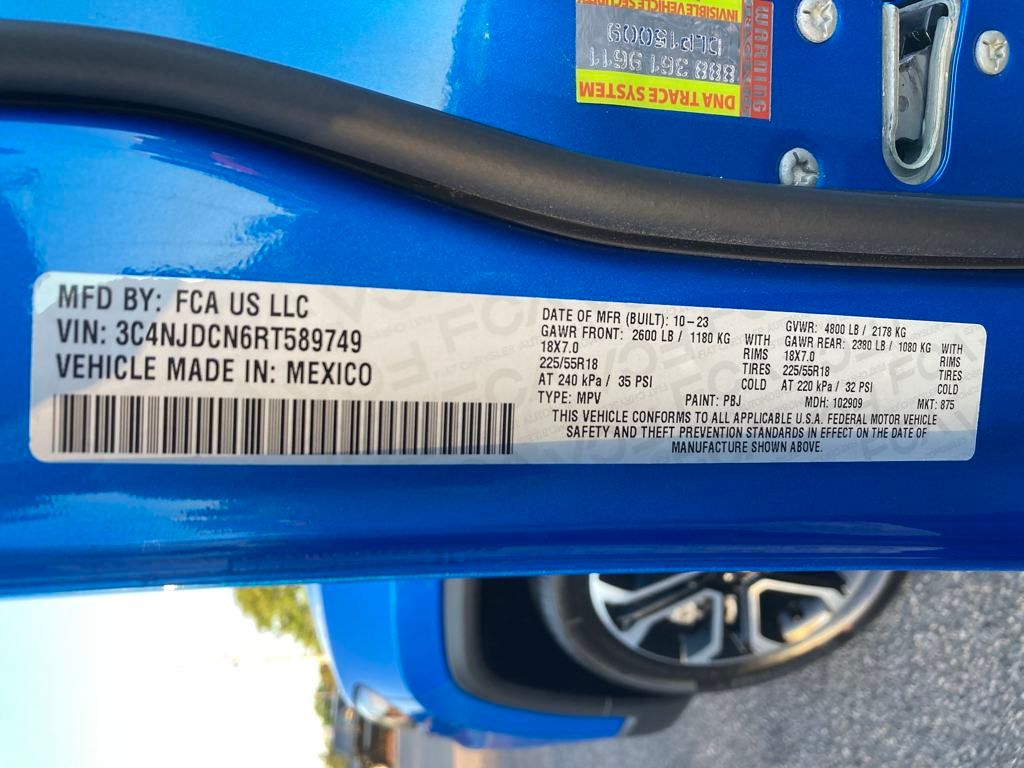 WARNING
DNA TRACE SYSTEM
888 361 9611
DLP15009
INVISIBLE VEHICLE SECURI
MFD BY: FCA US LLC
VIN: 3C4NJDCN6RT589749
VEHICLE MADE IN: MEXICO
DATE OF MFR (BUILT): 10-23
GAWR FRONT: 2600 LB / 1180 KG WITH
18X7.0 RIMS
225/55R18 TIRES
AT 240 kPa / 35 PSI COLD
GVWR: 4800 LB / 2178 KG
GAWR REAR: 2380 LB / 1080 KG WITH
18X7.0 RIMS
225/55R18 TIRES
AT 220 kPa / 32 PSI COLD
TYPE: MPV PAINT: PBJ MDH: 102909 MKT: 875
THIS VEHICLE CONFORMS TO ALL APPLICABLE U.S.A. FEDERAL MOTOR VEHICLE
SAFETY AND THEFT PREVENTION STANDARDS IN EFFECT ON THE DATE OF
MANUFACTURE SHOWN ABOVE.